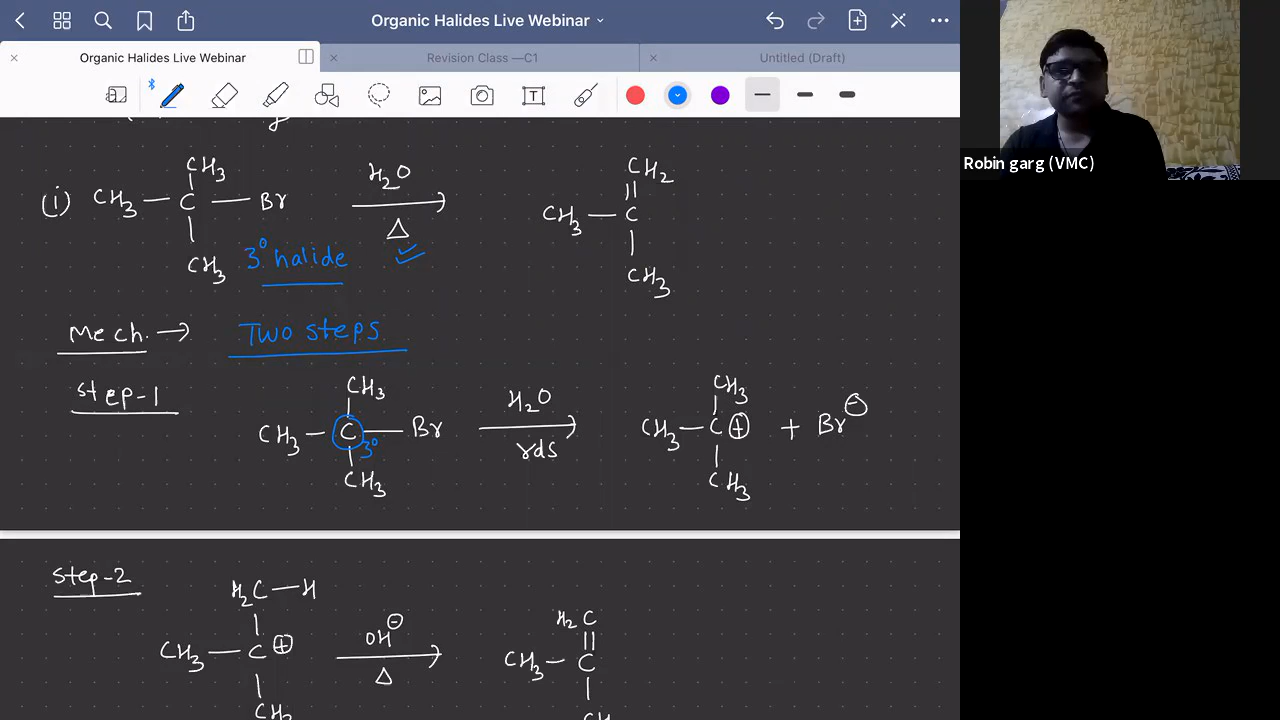 Organic Halides Live Webinar
Organic Halides Live Webinar
Revision Class —C1
Untitled (Draft)
T
Robin garg (VMC)
CH3
(i) CH3 — C — Br H2O Δ
CH3
3° halide
CH2
CH3 — C
CH3
Mech. → Two steps
Step-1
CH3
CH3 — C — Br
3°
CH3
H2O
rds
CH3
CH3 — C ⊕ + Br⊖
CH3
Step-2
H2C — H
CH3 — C ⊕
OH⊖
Δ
H2C
CH3 — C